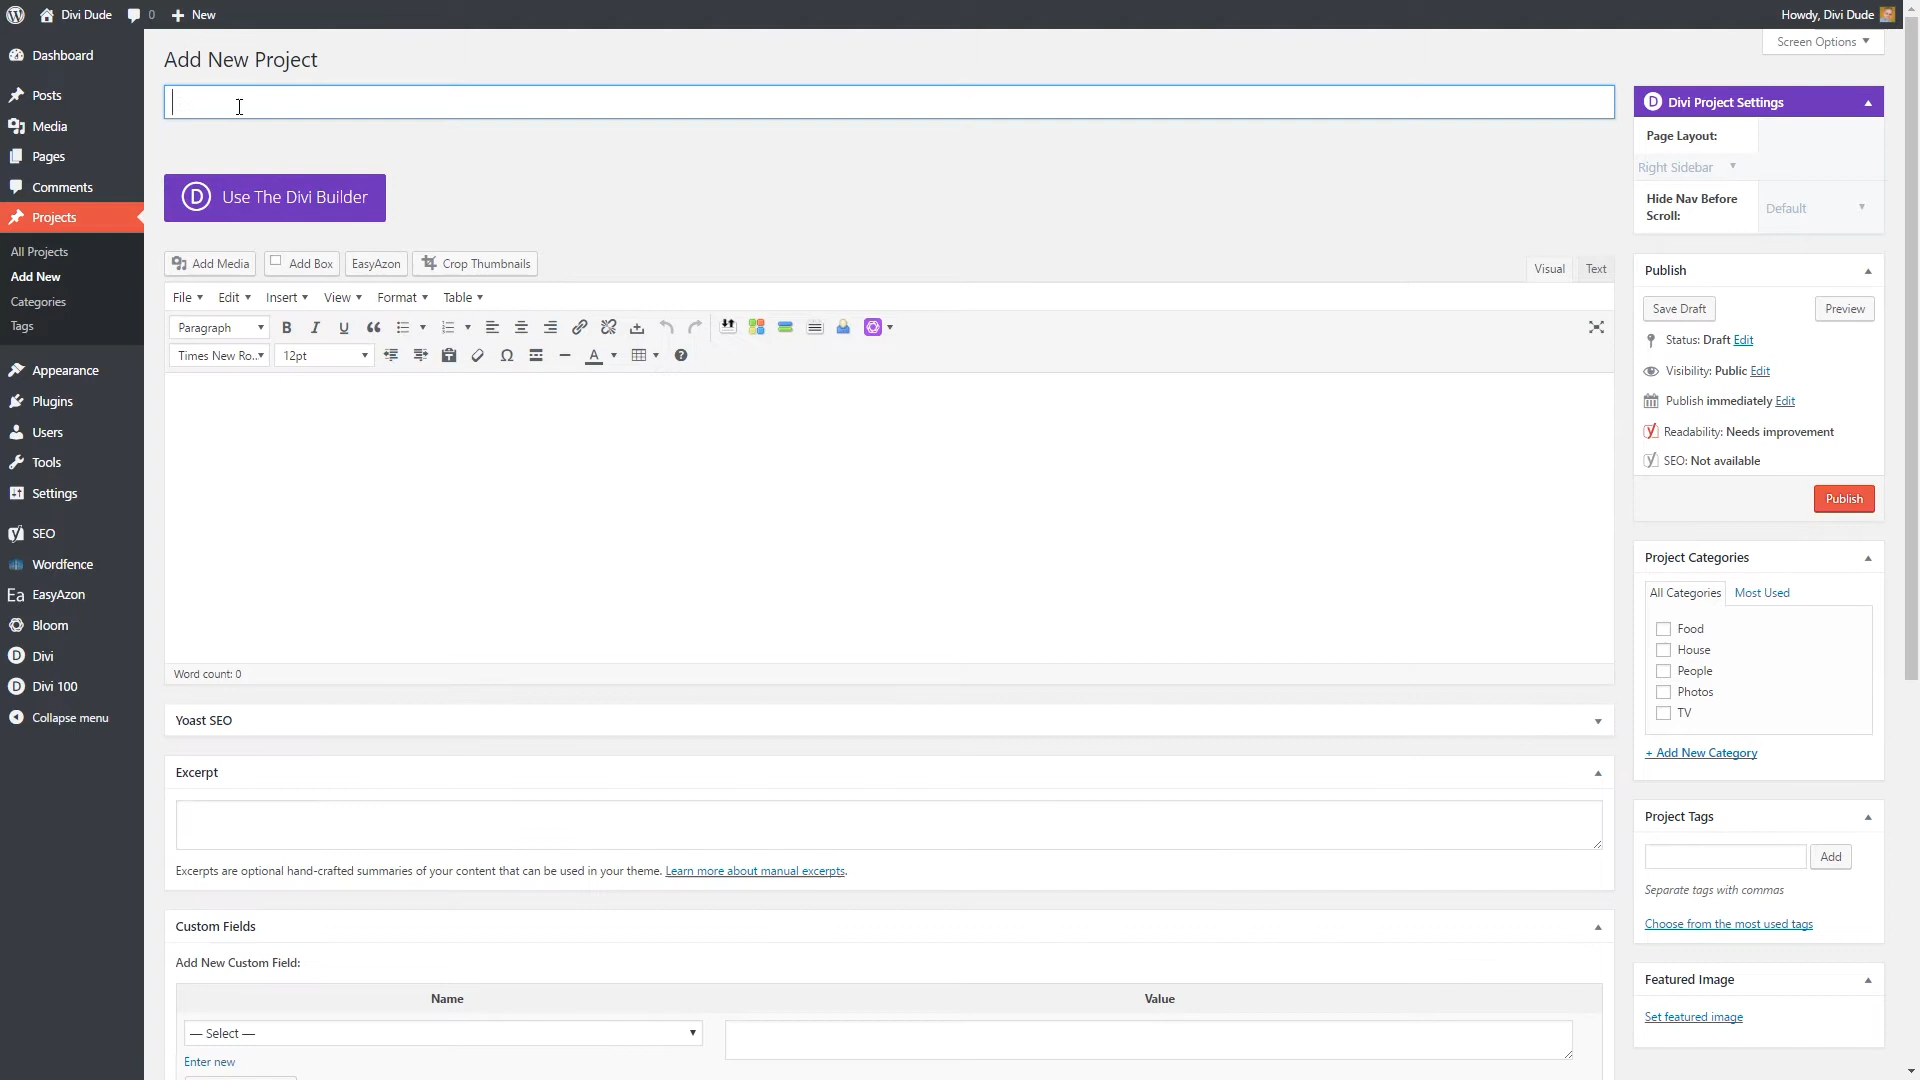 Divi Dude 0 New Howdy, Divi Dude
Screen Options
Dashboard
Posts
Media
Pages
Comments
Projects
All Projects
Add New
Categories
Tags
Appearance
Plugins
Users
Tools
Settings
SEO
Wordfence
Ea EasyAzon
Bloom
Divi
Divi 100
Collapse menu
Add New Project
Use The Divi Builder
Add Media Add Box EasyAzon Crop Thumbnails
Visual Text
File Edit Insert View Format Table
Paragraph B I U
Times New Ro... 12pt Ω A
Word count: 0
Yoast SEO
Excerpt
Excerpts are optional hand-crafted summaries of your content that can be used in your theme. Learn more about manual excerpts.
Custom Fields
Add New Custom Field:
Name Value
— Select —
Enter new
Divi Project Settings
Page Layout:
Right Sidebar
Hide Nav Before
Scroll:
Default
Publish
Save Draft Preview
Status: Draft Edit
Visibility: Public Edit
Publish immediately Edit
Readability: Needs improvement
SEO: Not available
Publish
Project Categories
All Categories Most Used
Food
House
People
Photos
TV
+ Add New Category
Project Tags
Add
Separate tags with commas
Choose from the most used tags
Featured Image
Set featured image